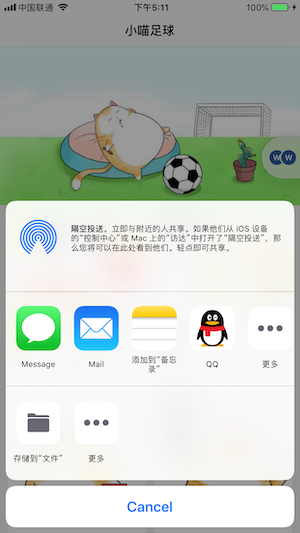 中国联通
下午5:11
100%
小喵足球
W W
隔空投送。立即与附近的人共享。如果他们从 iOS 设备
的“控制中心”或 Mac 上的“访达”中打开了“隔空投送”，那
么您将可以在此处看到他们。轻点即可共享。
Message
Mail
添加到“备忘
录”
QQ
更多
存储到“文件”
更多
Cancel